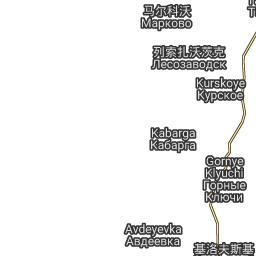 马尔科沃
Марково
列索扎沃茨克
Лесозаводск
Kurskoye
Курское
Kabarga
Кабарга
Gornye
Klyuchi
Горные
Ключи
Avdeyevka
Авдеевка
基洛夫斯基